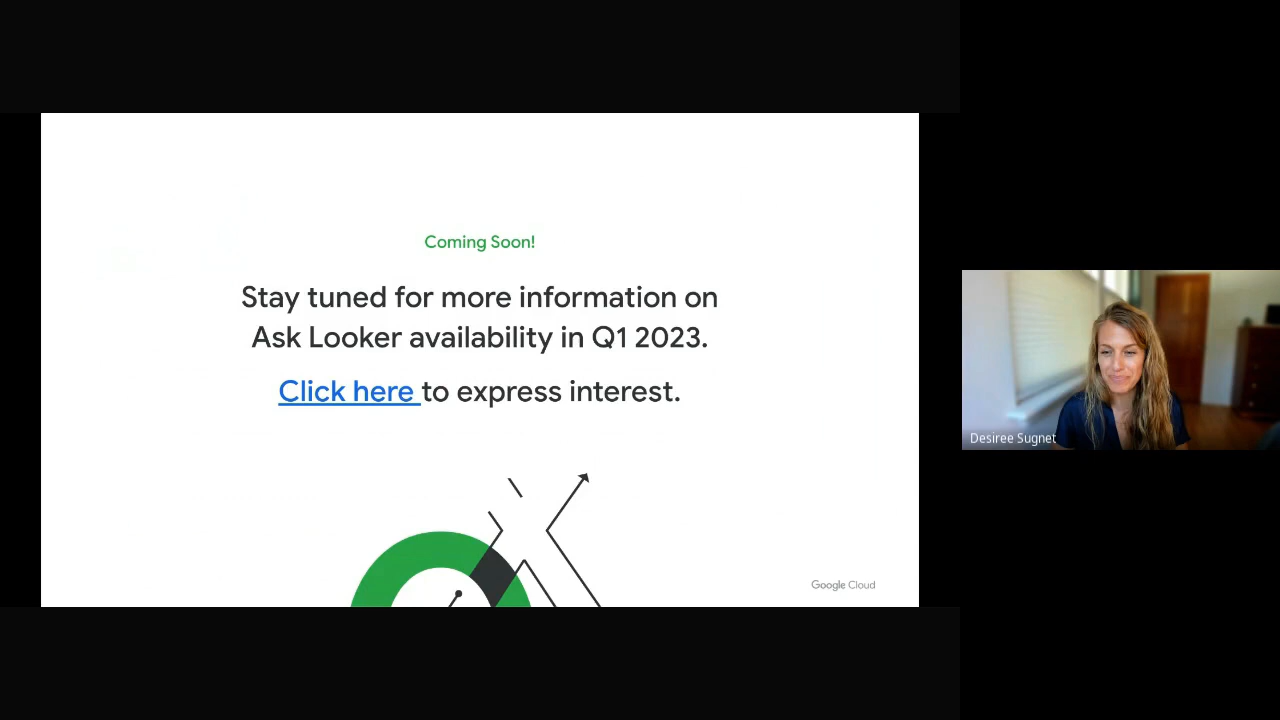 Coming Soon!
Stay tuned for more information on
Ask Looker availability in Q1 2023.
Click here to express interest.
Google Cloud
Desiree Sugnet